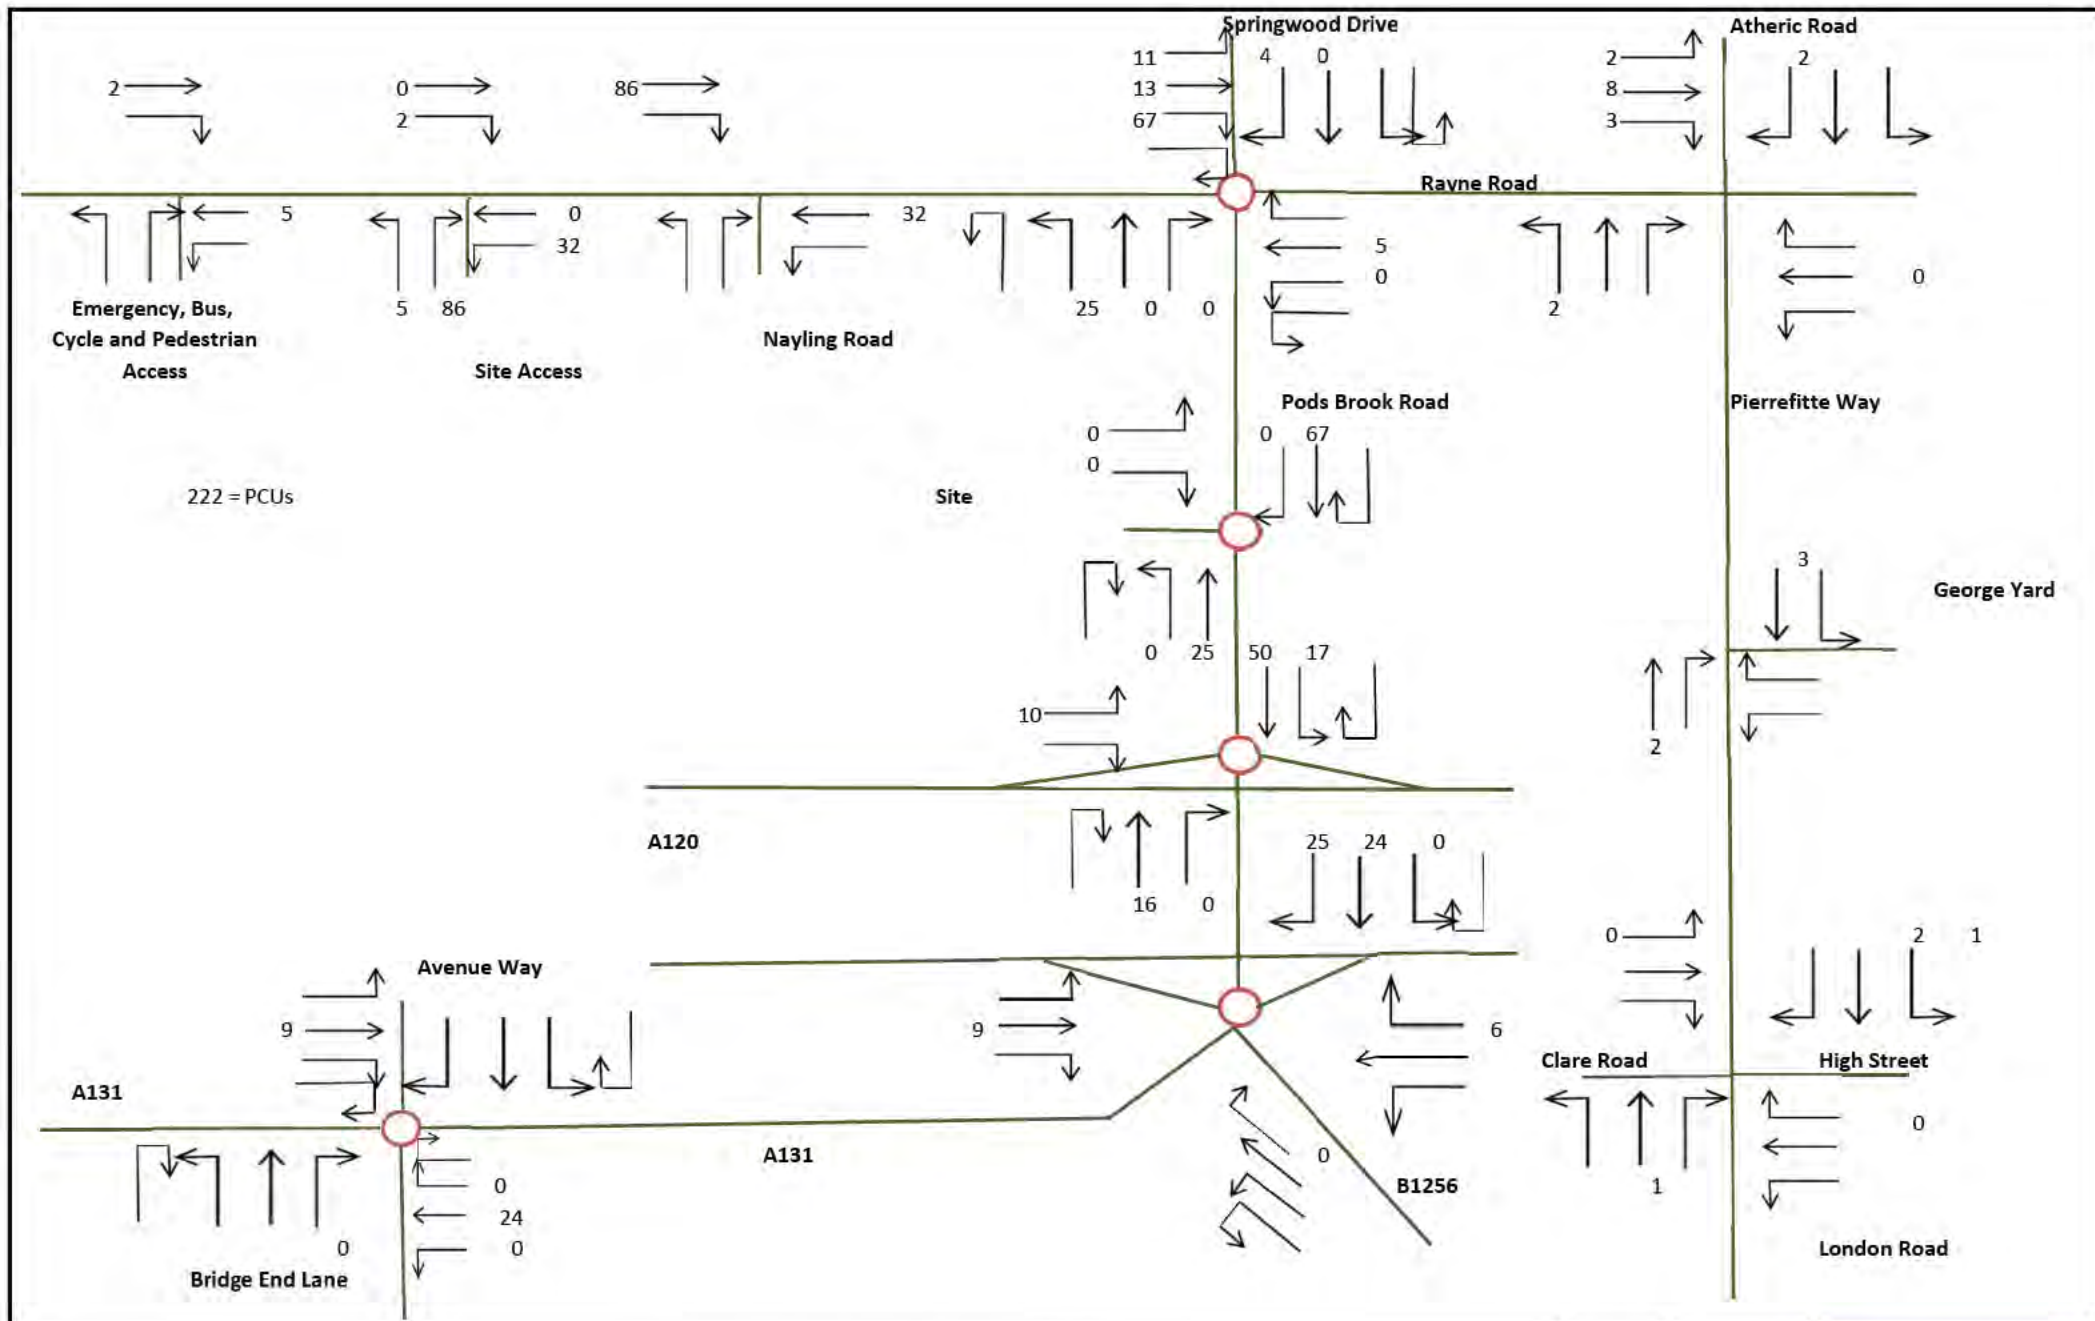 Springwood Drive
Atheric Road
11
4 0
2
2
2
0
86
13
8
2
67
3
Rayne Road
5
0
32
5
32
0
0
5 86
25 0 0
2
Emergency, Bus,
Cycle and Pedestrian
Access
Site Access
Nayling Road
Pods Brook Road
Pierrefitte Way
0
0 67
0
222 = PCUs
Site
3
George Yard
0 25 50 17
10
2
A120
25 24 0
16 0
0
2 1
Avenue Way
9
9
6
Clare Road
High Street
A131
0
A131
0
B1256
1
0
24
0
0
London Road
Bridge End Lane